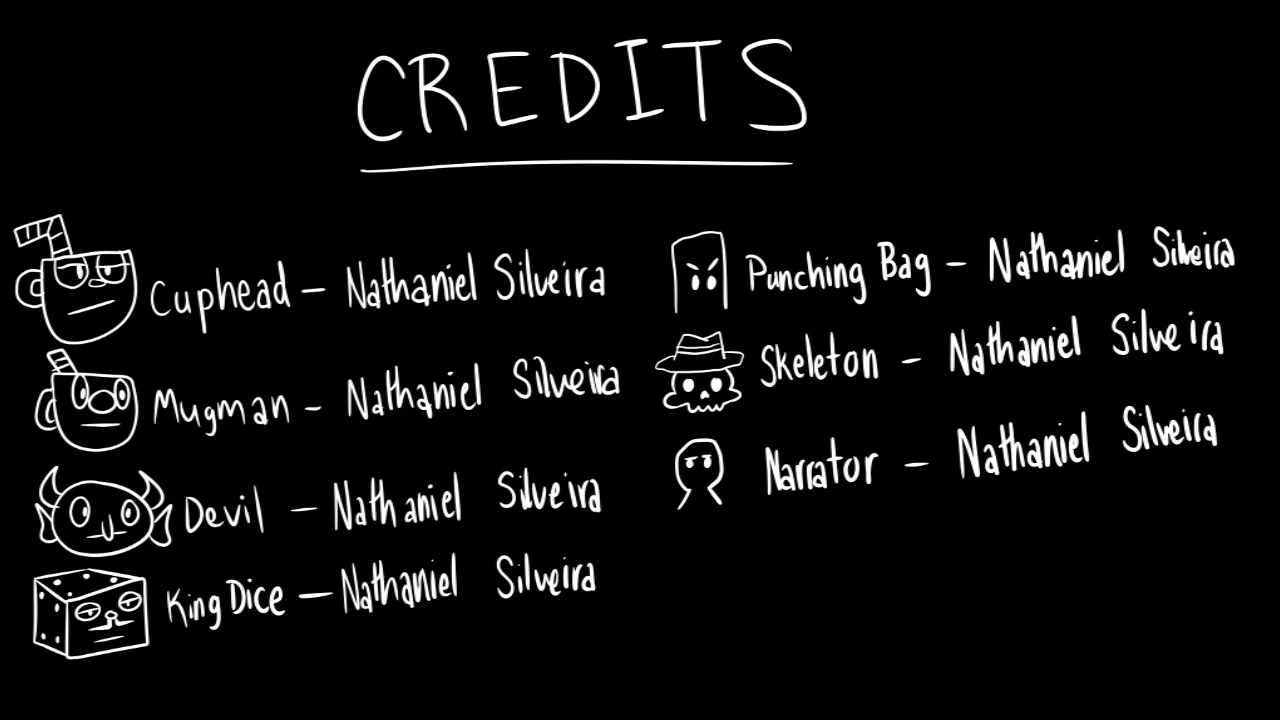 CREDITS
Cuphead - Nathaniel Silveira
Mugman - Nathaniel Silveira
Devil - Nathaniel Silveira
King Dice - Nathaniel Silveira
Punching Bag - Nathaniel Silveira
Skeleton - Nathaniel Silveira
Narrator - Nathaniel Silveira